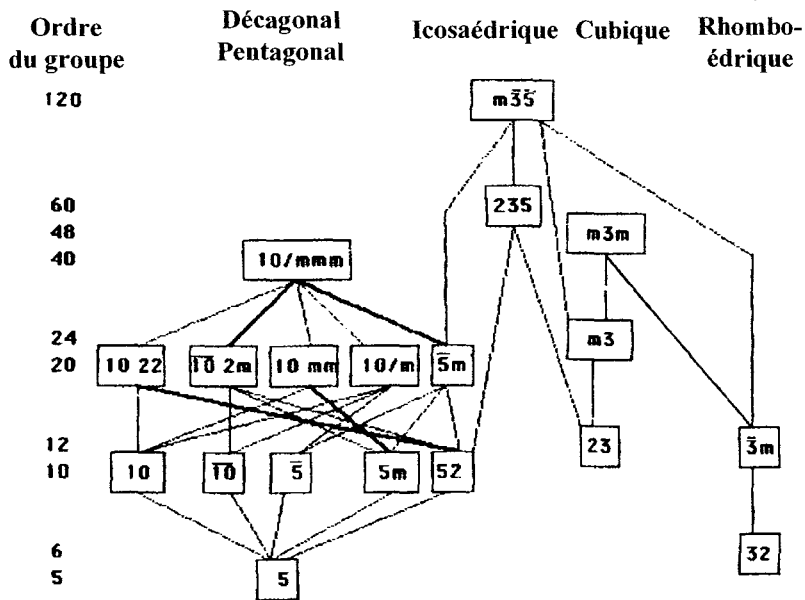 Ordre
du groupe
Décagonal
Pentagonal
Icosaédrique
Cubique
Rhombo-
édrique
120
m3̅5̅
60
235
48
m3m
40
10/mmm
24
m3
20
10 22
1̅0̅ 2m
10 mm
10/m
5̅m
12
23
3̅m
10
10
1̅0̅
5̅
5m
52
6
32
5
5